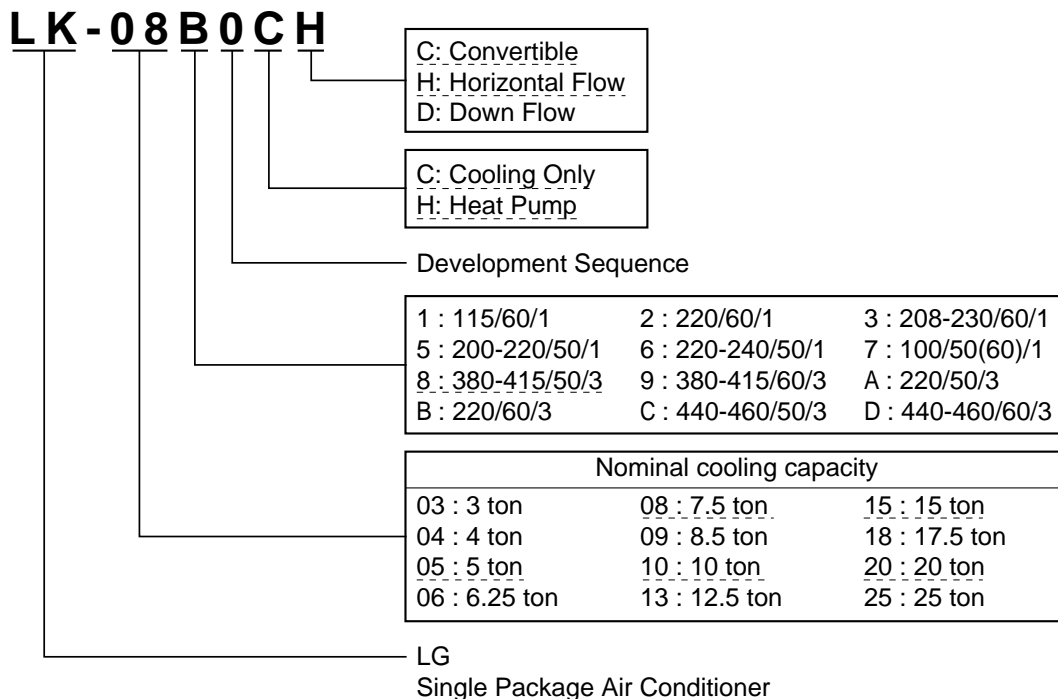 LK-08B0CH
C: Convertible
H: Horizontal Flow
D: Down Flow
C: Cooling Only
H: Heat Pump
Development Sequence
1 : 115/60/1 2 : 220/60/1 3 : 208-230/60/1
5 : 200-220/50/1 6 : 220-240/50/1 7 : 100/50(60)/1
8 : 380-415/50/3 9 : 380-415/60/3 A : 220/50/3
B : 220/60/3 C : 440-460/50/3 D : 440-460/60/3
Nominal cooling capacity
03 : 3 ton 08 : 7.5 ton 15 : 15 ton
04 : 4 ton 09 : 8.5 ton 18 : 17.5 ton
05 : 5 ton 10 : 10 ton 20 : 20 ton
06 : 6.25 ton 13 : 12.5 ton 25 : 25 ton
LG
Single Package Air Conditioner